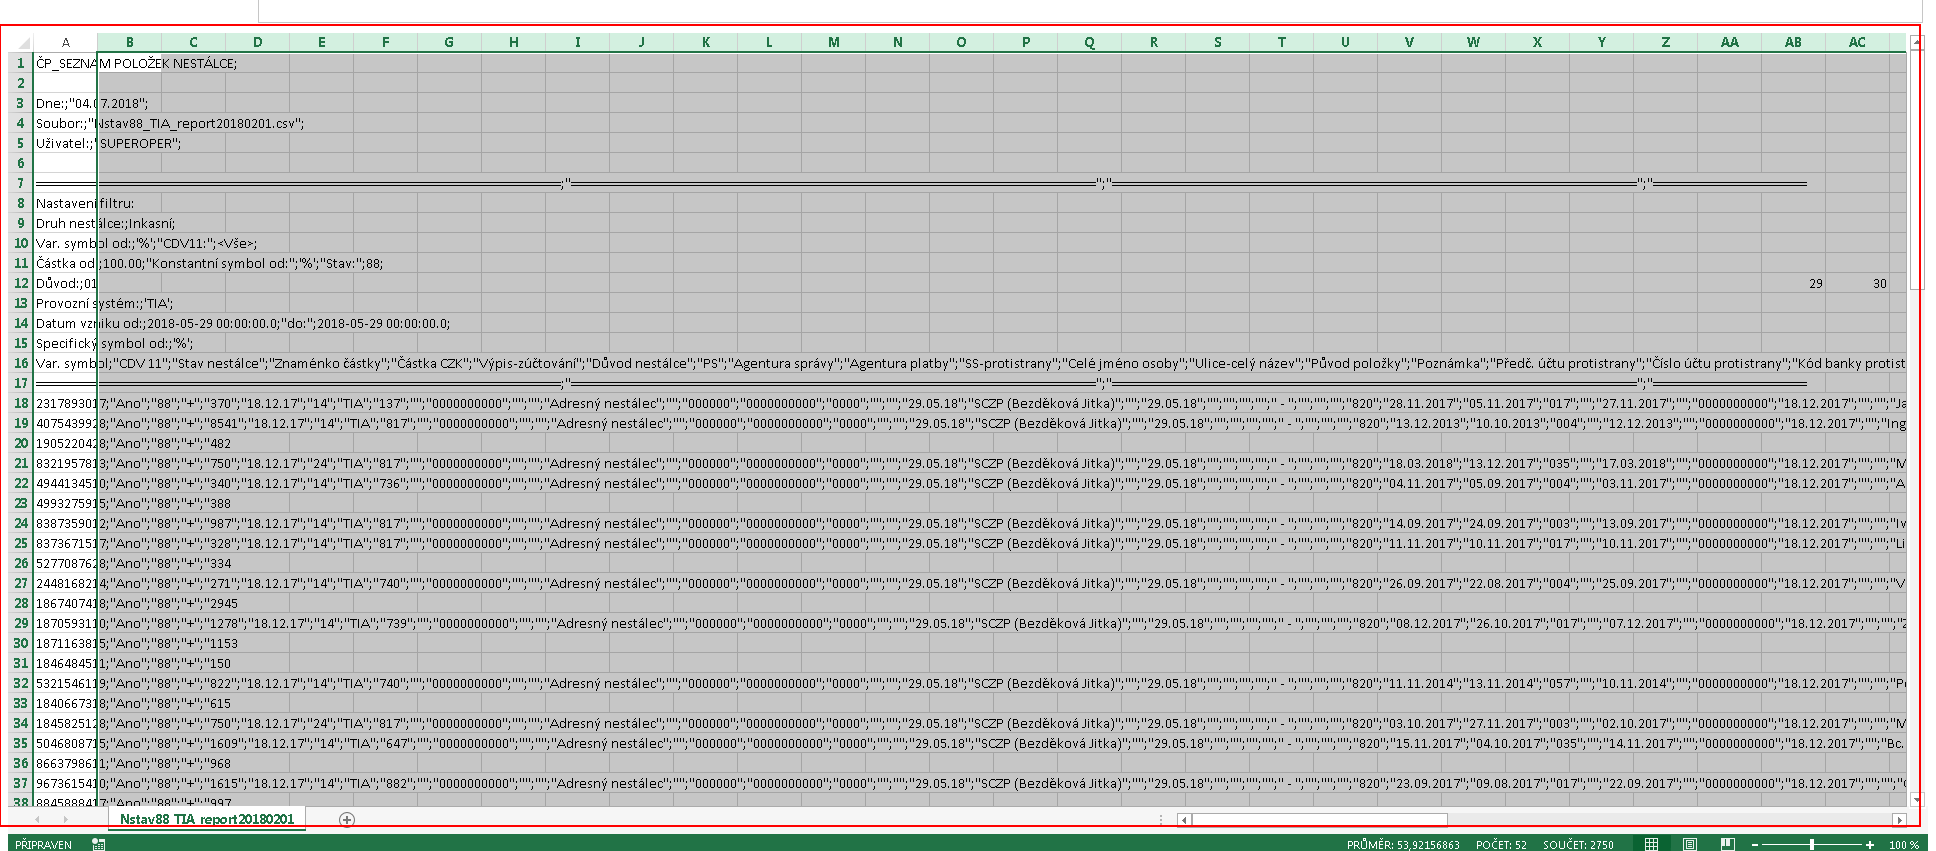 A B C D E F G H I J K L M N O P Q R S T U V W X Y Z AA AB AC
1 ČP_SEZNAM POLOŽEK NESTÁLCE;
2
3 Dne:;"04.07.2018";
4 Soubor:;"Nstav88_TIA_report20180201.csv";
5 Uživatel:;"SUPEROPER";
6
7 ;" ";" ";"
8 Nastavení filtru:
9 Druh nestálce:;Inkasní;
10 Var. symbol od:;'%';"CDV11:";<Vše>;
11 Částka od:;100.00;"Konstantní symbol od:";'%';"Stav:";88;
12 Důvod:;01 29 30
13 Provozní systém:;'TIA';
14 Datum vzniku od:;2018-05-29 00:00:00.0;"do:";2018-05-29 00:00:00.0;
15 Specifický symbol od:;'%';
16 Var. symbol;"CDV 11";"Stav nestálce";"Znaménko částky";"Částka CZK";"Výpis-zúčtování";"Důvod nestálce";"PS";"Agentura správy";"Agentura platby";"SS-protistrany";"Celé jméno osoby";"Ulice-celý název";"Původ položky";"Poznámka";"Předč. účtu protistrany";"Číslo účtu protistrany";"Kód banky protist
17 ;" ";" ";"
18 2317893017;"Ano";"88";"+";"370";"18.12.17";"14";"TIA";"137";"";"0000000000";"";"";"Adresný nestálec";"";"000000";"0000000000";"0000";"";"";"29.05.18";"SCZP (Bezděková Jitka)";"";"29.05.18";"";"";"";"";" - ";"";"";"";"820";"28.11.2017";"05.11.2017";"017";"27.11.2017";"";"0000000000";"18.12.2017";"";"";"Ja
19 4075439928;"Ano";"88";"+";"8541";"18.12.17";"14";"TIA";"817";"";"0000000000";"";"";"Adresný nestálec";"";"000000";"0000000000";"0000";"";"";"29.05.18";"SCZP (Bezděková Jitka)";"";"29.05.18";"";"";"";"";" - ";"";"";"";"820";"13.12.2013";"10.10.2013";"004";"12.12.2013";"";"0000000000";"18.12.2017";"";"";"Ing
20 1905220428;"Ano";"88";"+";"482
21 8321957813;"Ano";"88";"+";"750";"18.12.17";"24";"TIA";"817";"";"0000000000";"";"";"Adresný nestálec";"";"000000";"0000000000";"0000";"";"";"29.05.18";"SCZP (Bezděková Jitka)";"";"29.05.18";"";"";"";"";" - ";"";"";"";"820";"18.03.2018";"13.12.2017";"035";"17.03.2018";"";"0000000000";"18.12.2017";"";"";"M
22 4944134510;"Ano";"88";"+";"340";"18.12.17";"14";"TIA";"736";"";"0000000000";"";"";"Adresný nestálec";"";"000000";"0000000000";"0000";"";"";"29.05.18";"SCZP (Bezděková Jitka)";"";"29.05.18";"";"";"";"";" - ";"";"";"";"820";"04.11.2017";"05.09.2017";"004";"03.11.2017";"";"0000000000";"18.12.2017";"";"";"A
23 4993275915;"Ano";"88";"+";"388
24 8387359012;"Ano";"88";"+";"987";"18.12.17";"14";"TIA";"817";"";"0000000000";"";"";"Adresný nestálec";"";"000000";"0000000000";"0000";"";"";"29.05.18";"SCZP (Bezděková Jitka)";"";"29.05.18";"";"";"";"";" - ";"";"";"";"820";"14.09.2017";"24.09.2017";"003";"13.09.2017";"";"0000000000";"18.12.2017";"";"";"Iv
25 8373671517;"Ano";"88";"+";"328";"18.12.17";"14";"TIA";"817";"";"0000000000";"";"";"Adresný nestálec";"";"000000";"0000000000";"0000";"";"";"29.05.18";"SCZP (Bezděková Jitka)";"";"29.05.18";"";"";"";"";" - ";"";"";"";"820";"11.11.2017";"10.11.2017";"017";"10.11.2017";"";"0000000000";"18.12.2017";"";"";"Li
26 5277087628;"Ano";"88";"+";"334
27 2448168214;"Ano";"88";"+";"271";"18.12.17";"14";"TIA";"740";"";"0000000000";"";"";"Adresný nestálec";"";"000000";"0000000000";"0000";"";"";"29.05.18";"SCZP (Bezděková Jitka)";"";"29.05.18";"";"";"";"";" - ";"";"";"";"820";"26.09.2017";"22.08.2017";"004";"25.09.2017";"";"0000000000";"18.12.2017";"";"";"V
28 1867407418;"Ano";"88";"+";"2945
29 1870593110;"Ano";"88";"+";"1278";"18.12.17";"14";"TIA";"739";"";"0000000000";"";"";"Adresný nestálec";"";"000000";"0000000000";"0000";"";"";"29.05.18";"SCZP (Bezděková Jitka)";"";"29.05.18";"";"";"";"";" - ";"";"";"";"820";"08.12.2017";"26.10.2017";"017";"07.12.2017";"";"0000000000";"18.12.2017";"";"";"
30 1871163815;"Ano";"88";"+";"1153
31 1846484511;"Ano";"88";"+";"150
32 5321546119;"Ano";"88";"+";"822";"18.12.17";"14";"TIA";"740";"";"0000000000";"";"";"Adresný nestálec";"";"000000";"0000000000";"0000";"";"";"29.05.18";"SCZP (Bezděková Jitka)";"";"29.05.18";"";"";"";"";" - ";"";"";"";"820";"11.11.2014";"13.11.2014";"057";"10.11.2014";"";"0000000000";"18.12.2017";"";"";"
33 1840667318;"Ano";"88";"+";"615
34 1845825128;"Ano";"88";"+";"750";"18.12.17";"24";"TIA";"817";"";"0000000000";"";"";"Adresný nestálec";"";"000000";"0000000000";"0000";"";"";"29.05.18";"SCZP (Bezděková Jitka)";"";"29.05.18";"";"";"";"";" - ";"";"";"";"820";"03.10.2017";"27.11.2017";"003";"02.10.2017";"";"0000000000";"18.12.2017";"";"";"M
35 5046808715;"Ano";"88";"+";"1609";"18.12.17";"14";"TIA";"647";"";"0000000000";"";"";"Adresný nestálec";"";"000000";"0000000000";"0000";"";"";"29.05.18";"SCZP (Bezděková Jitka)";"";"29.05.18";"";"";"";"";" - ";"";"";"";"820";"15.11.2017";"04.10.2017";"035";"14.11.2017";"";"0000000000";"18.12.2017";"";"Bc.
36 8663798611;"Ano";"88";"+";"968
37 9673615410;"Ano";"88";"+";"1615";"18.12.17";"14";"TIA";"882";"";"0000000000";"";"";"Adresný nestálec";"";"000000";"0000000000";"0000";"";"";"29.05.18";"SCZP (Bezděková Jitka)";"";"29.05.18";"";"";"";"";" - ";"";"";"";"820";"23.09.2017";"09.08.2017";"017";"22.09.2017";"";"0000000000";"18.12.2017";"";"";"
38 8845888417;"Ano";"88";"+";"997
Nstav88_TIA_report20180201
PŘIPRAVEN PRŮMĚR: 53,92156863 POČET: 52 SOUČET: 2750 100 %